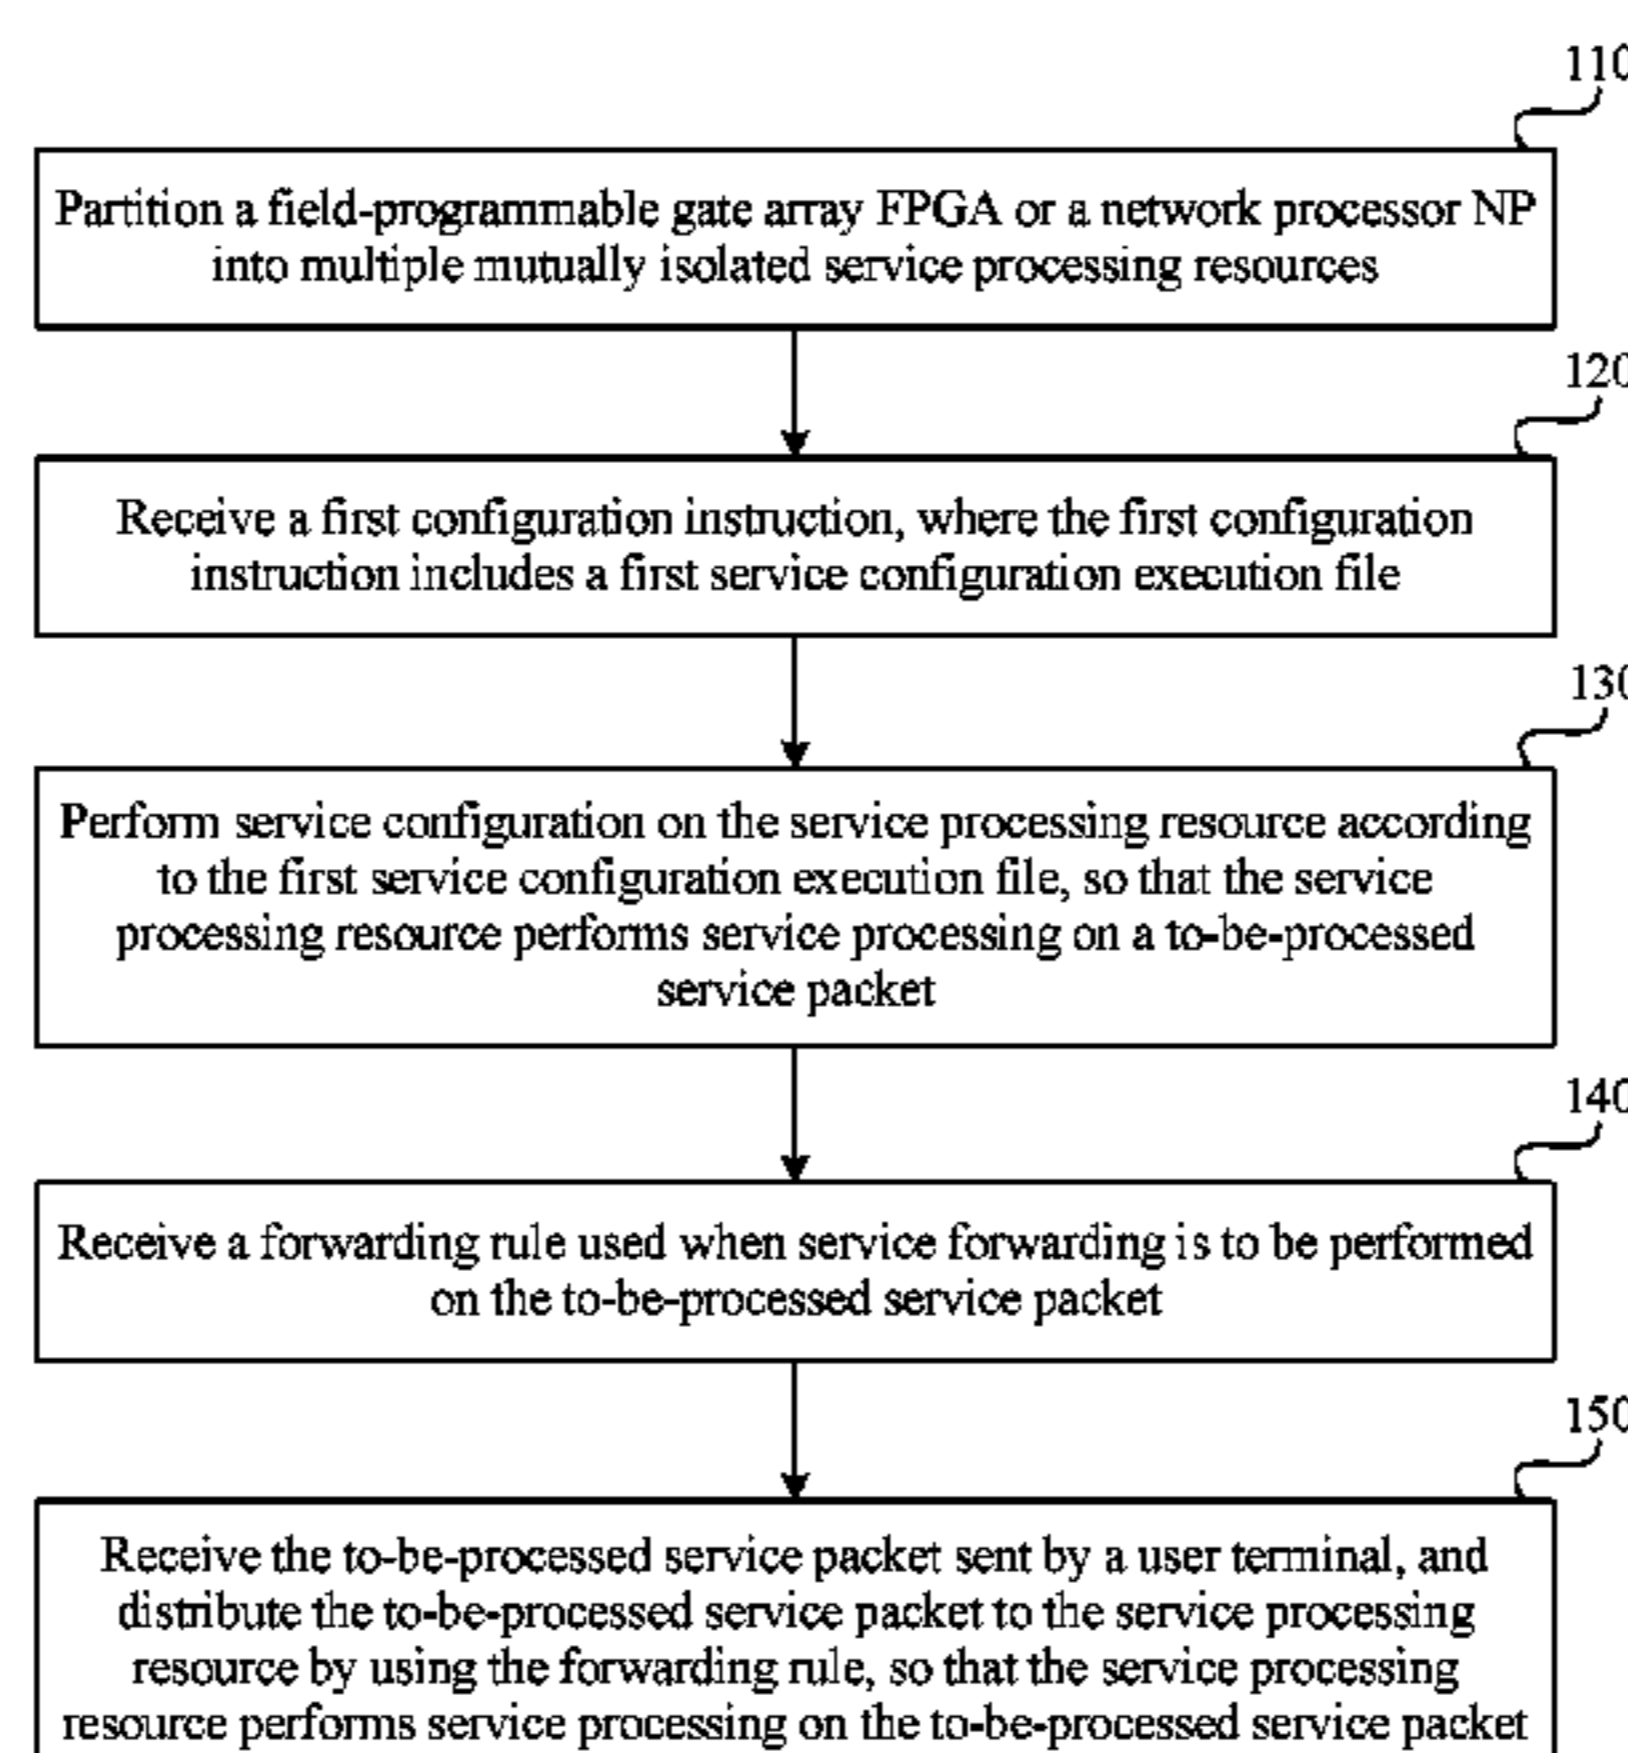 110
Partition a field-programmable gate array FPGA or a network processor NP
into multiple mutually isolated service processing resources
120
Receive a first configuration instruction, where the first configuration
instruction includes a first service configuration execution file
130
Perform service configuration on the service processing resource according
to the first service configuration execution file, so that the service
processing resource performs service processing on a to-be-processed
service packet
140
Receive a forwarding rule used when service forwarding is to be performed
on the to-be-processed service packet
150
Receive the to-be-processed service packet sent by a user terminal, and
distribute the to-be-processed service packet to the service processing
resource by using the forwarding rule, so that the service processing
resource performs service processing on the to-be-processed service packet